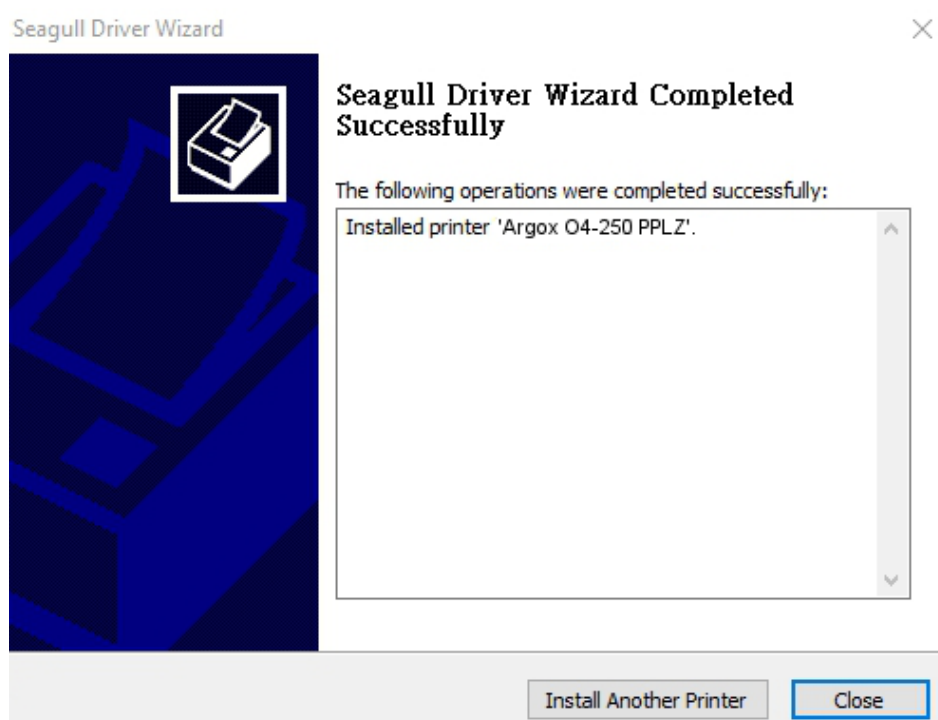 Seagull Driver Wizard
Seagull Driver Wizard Completed
Successfully
The following operations were completed successfully:
Installed printer 'Argox O4-250 PPLZ'.
Install Another Printer
Close